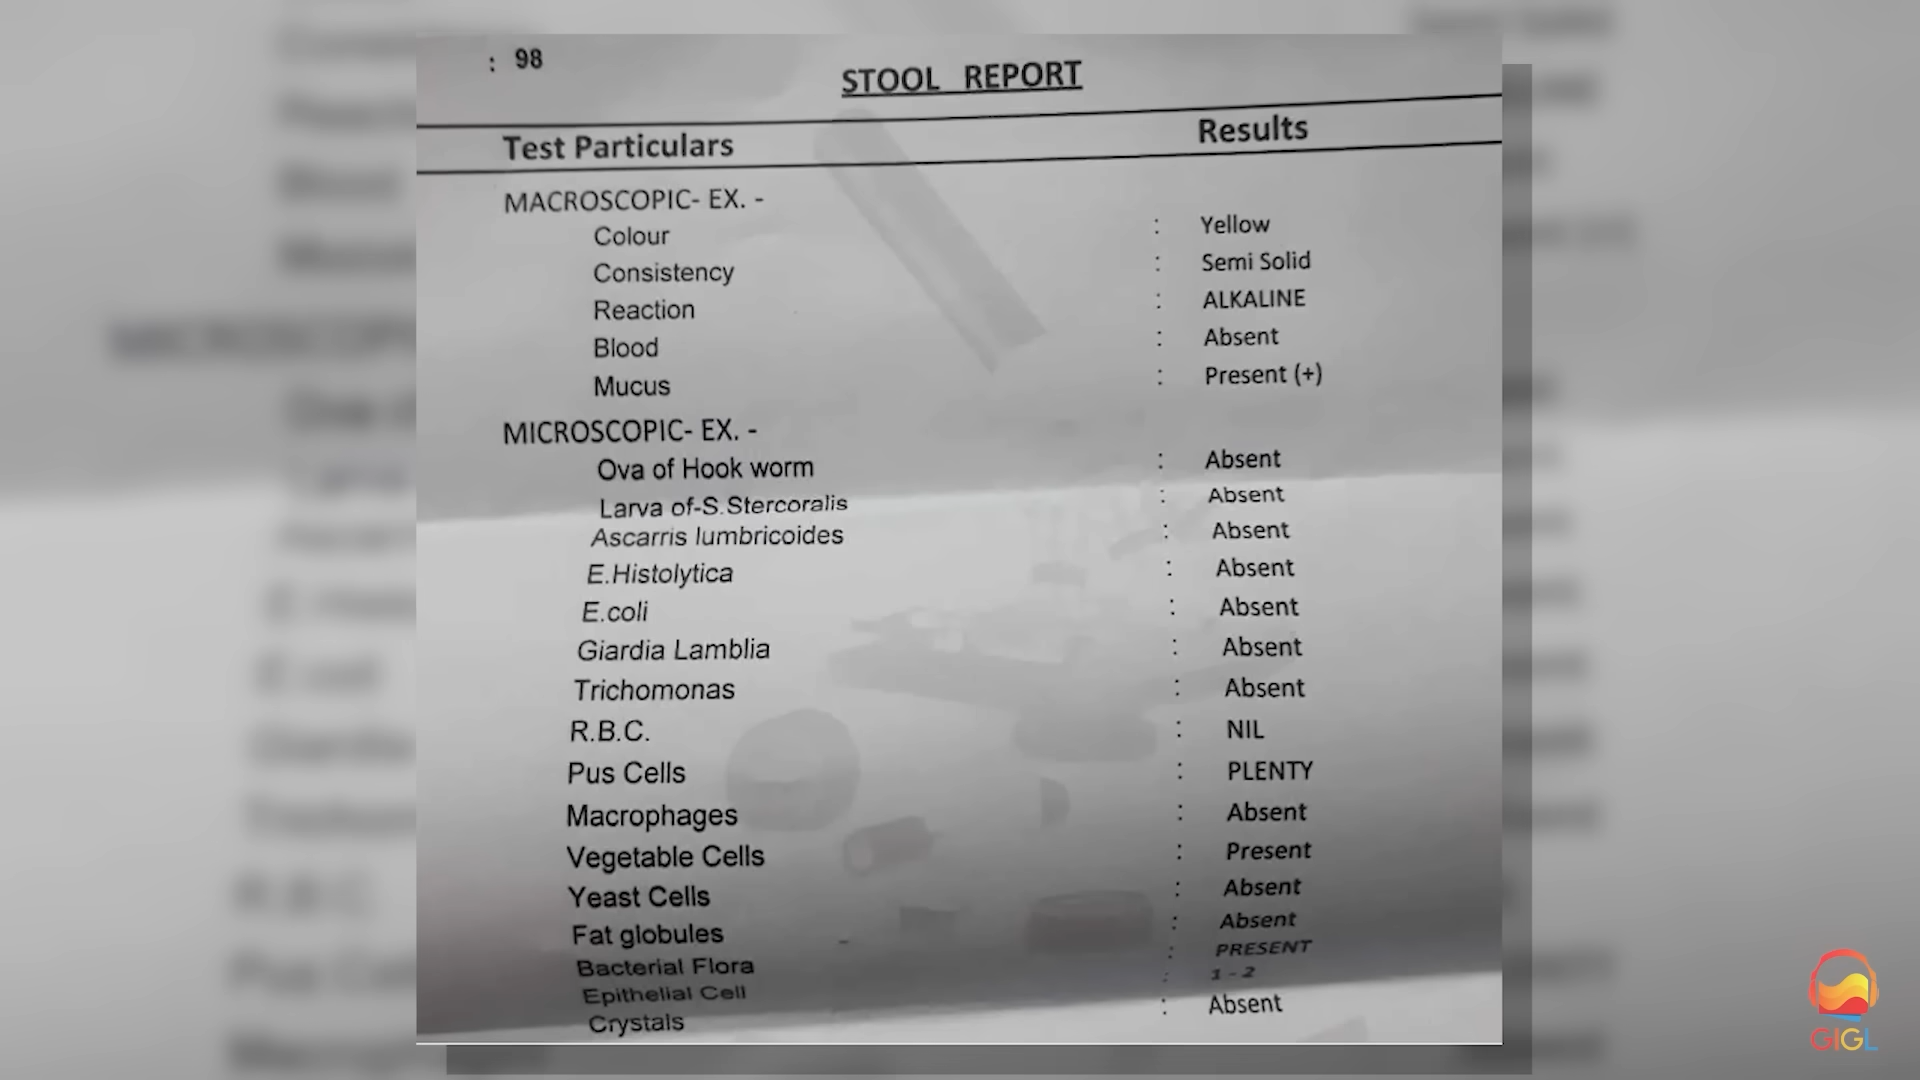 : 98
STOOL REPORT
Test Particulars Results
MACROSCOPIC- EX. -
Colour : Yellow
Consistency : Semi Solid
Reaction : ALKALINE
Blood : Absent
Mucus : Present (+)
MICROSCOPIC- EX. -
Ova of Hook worm : Absent
Larva of-S.Stercoralis : Absent
Ascarris lumbricoides : Absent
E.Histolytica : Absent
E.coli : Absent
Giardia Lamblia : Absent
Trichomonas : Absent
R.B.C. : NIL
Pus Cells : PLENTY
Macrophages : Absent
Vegetable Cells : Present
Yeast Cells : Absent
Fat globules : Absent
Bacterial Flora : PRESENT
Epithelial Cell : 1 - 2
Crystals : Absent
GIGL